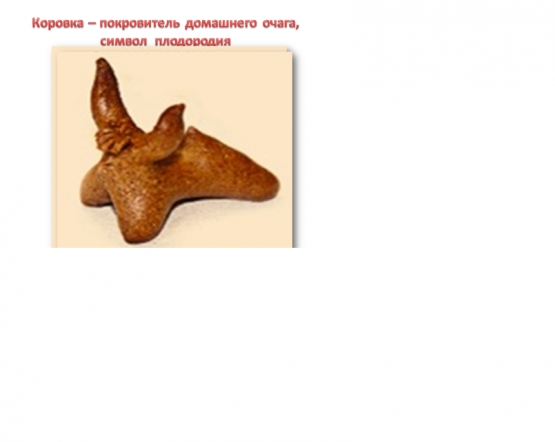 Коровка – покровитель домашнего очага,
символ плодородия